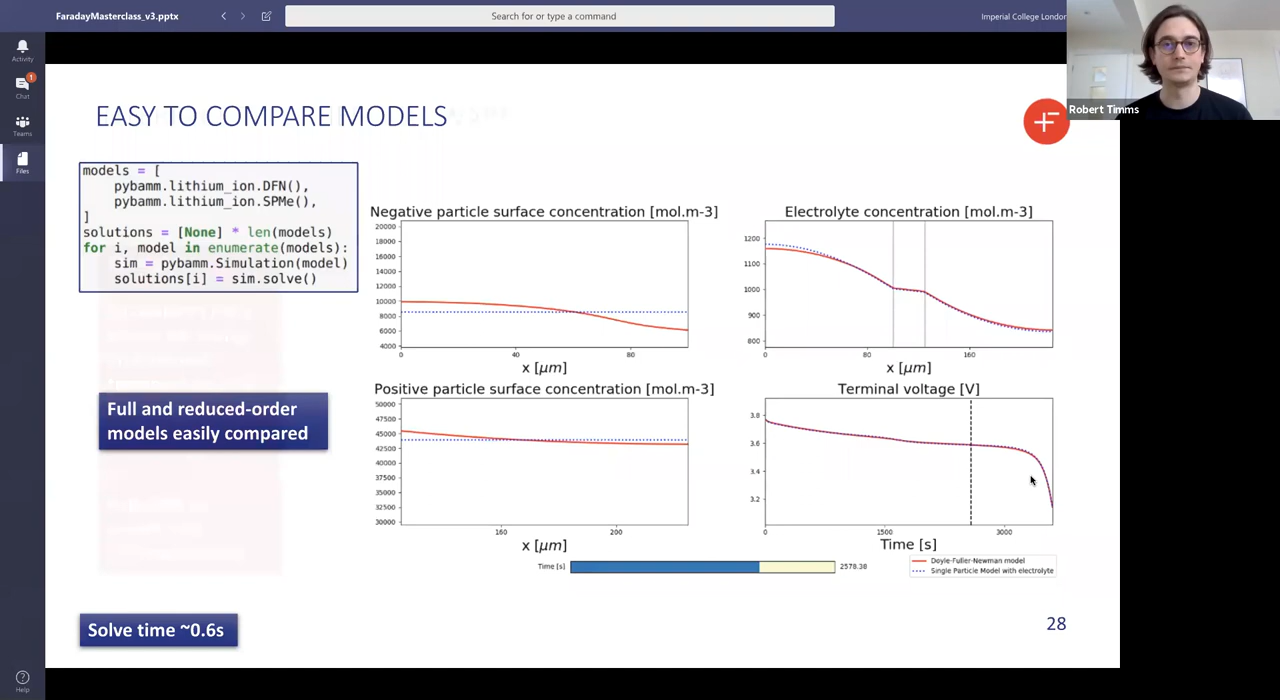 FaradayMasterclass_v3.pptx
Search for or type a command
Imperial College London
Activity
1
Chat
Teams
Files
Help
Robert Timms
EASY TO COMPARE MODELS
models = [
pybamm.lithium_ion.DFN(),
pybamm.lithium_ion.SPMe(),
]
solutions = [None] * len(models)
for i, model in enumerate(models):
sim = pybamm.Simulation(model)
solutions[i] = sim.solve()
Full and reduced-order
models easily compared
Solve time ~0.6s
Negative particle surface concentration [mol.m-3]
20000
18000
16000
14000
12000
10000
8000
6000
4000
0 40 80
x [μm]
Electrolyte concentration [mol.m-3]
1200
1100
1000
900
800
0 80 160
x [μm]
Positive particle surface concentration [mol.m-3]
50000
47500
45000
42500
40000
37500
35000
32500
30000
160 200
x [μm]
Terminal voltage [V]
3.8
3.6
3.4
3.2
0 1500 3000
Time [s]
Time [s] 2578.38
Doyle-Fuller-Newman model
Single Particle Model with electrolyte
28